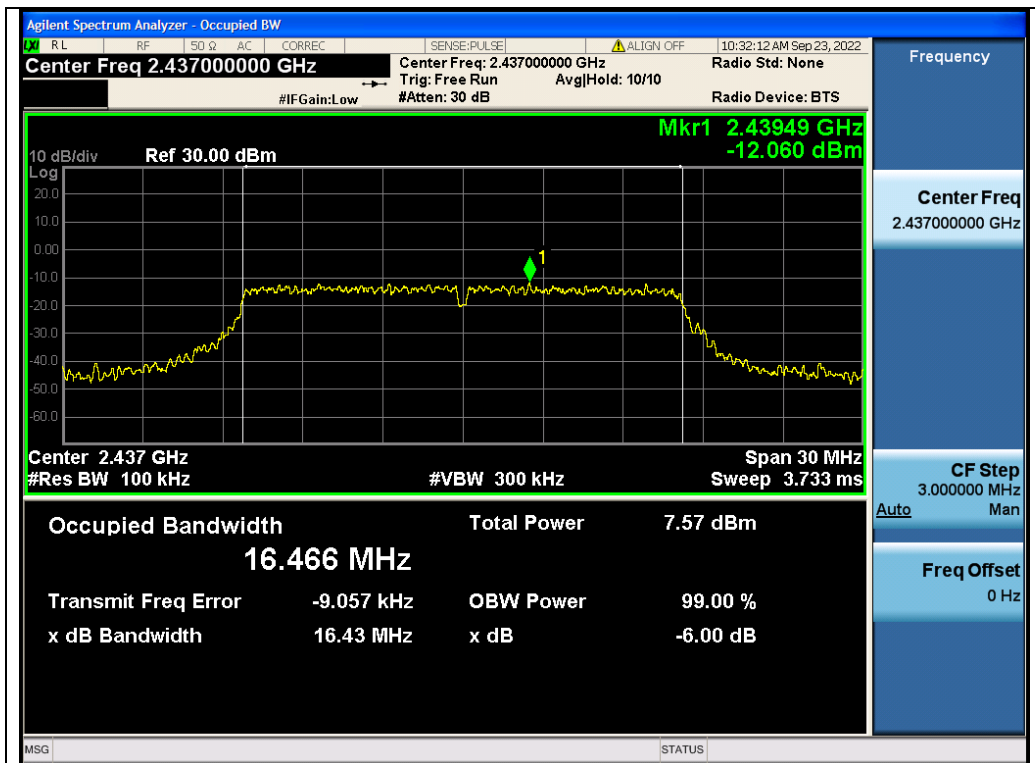 Agilent Spectrum Analyzer - Occupied BW
LXI RL RF 50 Ω AC CORREC SENSE:PULSE ALIGN OFF 10:32:12 AM Sep 23, 2022
Center Freq 2.437000000 GHz
Center Freq: 2.437000000 GHz
Radio Std: None
Trig: Free Run Avg|Hold: 10/10
#IFGain:Low
#Atten: 30 dB
Radio Device: BTS
Mkr1 2.43949 GHz
-12.060 dBm
10 dB/div Ref 30.00 dBm
Log
20.0
10.0
0.00
-10.0
-20.0
-30.0
-40.0
-50.0
-60.0
1
Center 2.437 GHz Span 30 MHz
#Res BW 100 kHz #VBW 300 kHz Sweep 3.733 ms
Occupied Bandwidth Total Power 7.57 dBm
16.466 MHz
Transmit Freq Error -9.057 kHz OBW Power 99.00 %
x dB Bandwidth 16.43 MHz x dB -6.00 dB
Frequency
Center Freq
2.437000000 GHz
CF Step
3.000000 MHz
Auto Man
Freq Offset
0 Hz
MSG STATUS